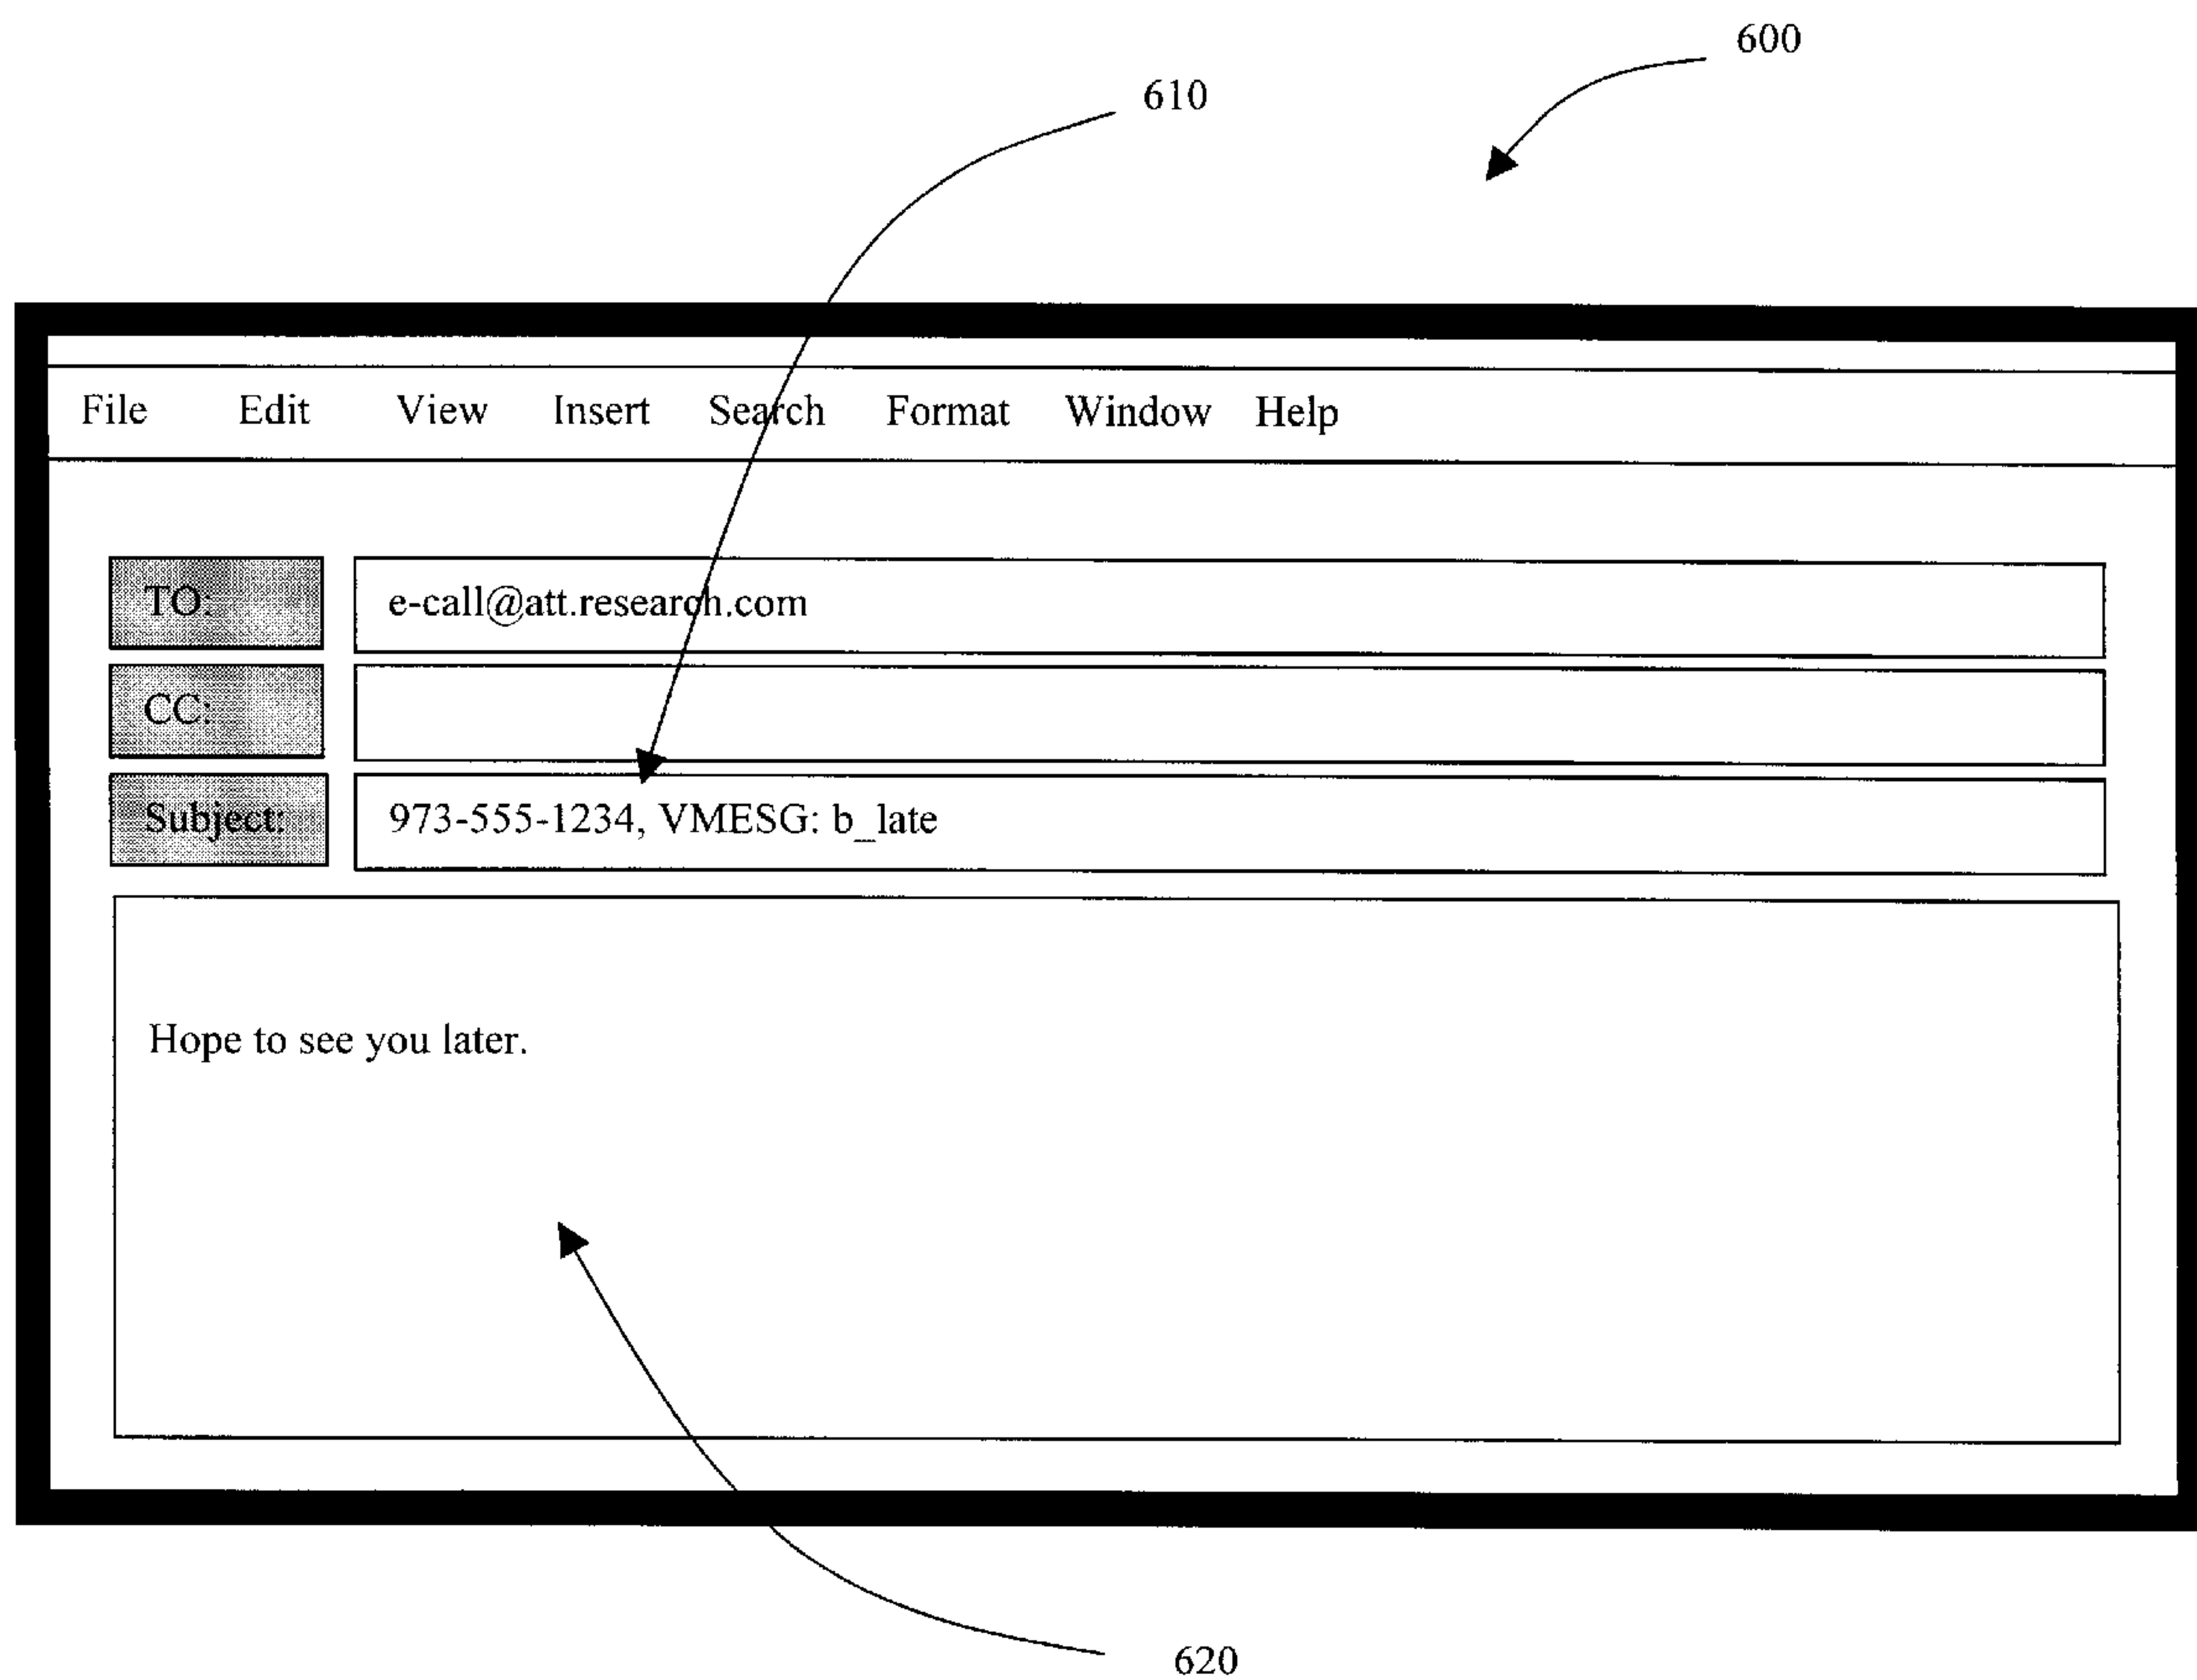 600
610
File Edit View Insert Search Format Window Help
TO: e-call@att.research.com
CC:
Subject: 973-555-1234, VMESG: b_late
Hope to see you later.
620